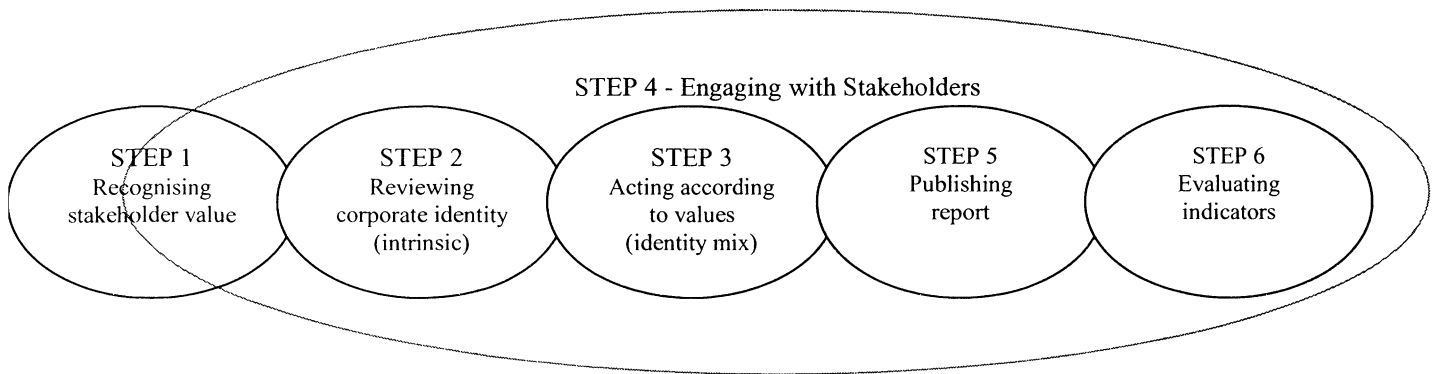 STEP 4 - Engaging with Stakeholders
STEP 1
Recognising
stakeholder value
STEP 2
Reviewing
corporate identity
(intrinsic)
STEP 3
Acting according
to values
(identity mix)
STEP 5
Publishing
report
STEP 6
Evaluating
indicators